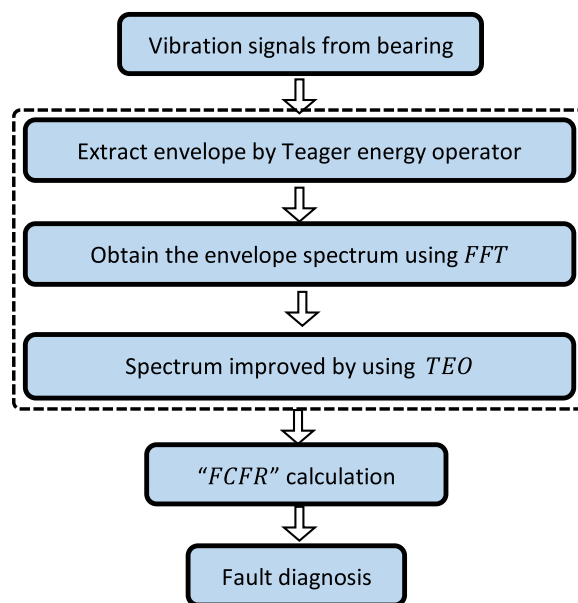 Vibration signals from bearing
Extract envelope by Teager energy operator
Obtain the envelope spectrum using FFT
Spectrum improved by using TEO
“FCFR” calculation
Fault diagnosis